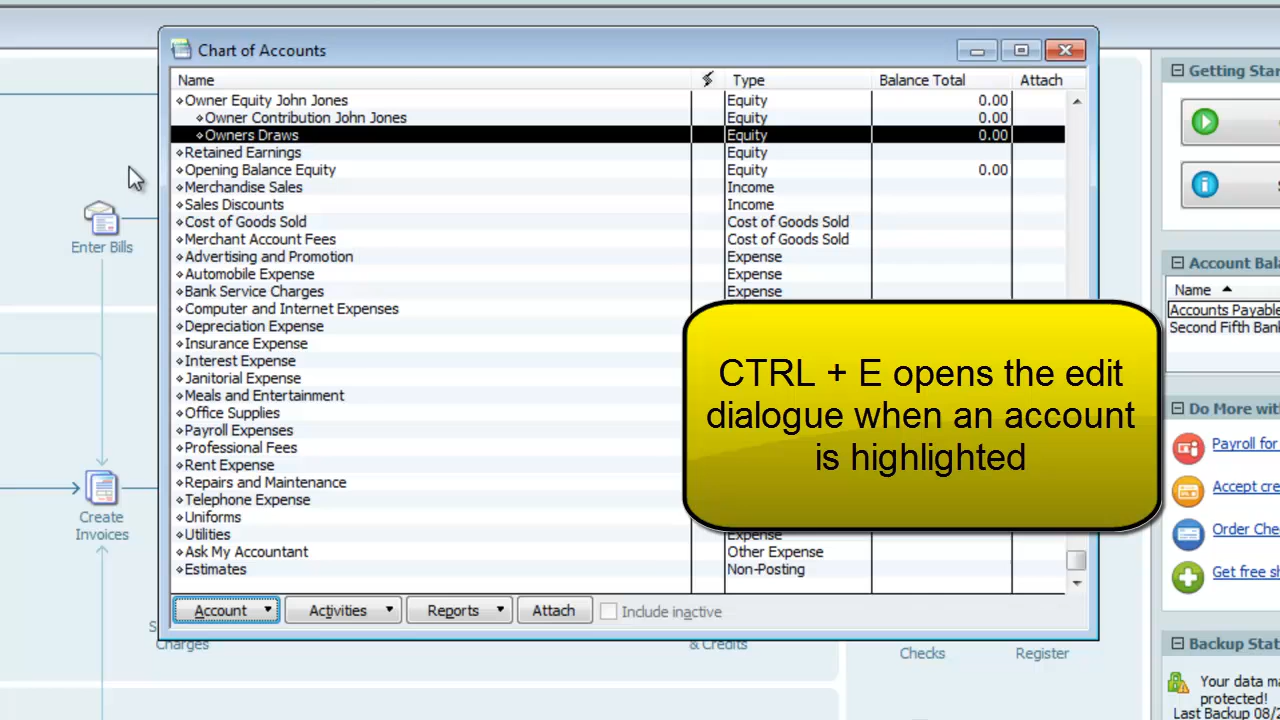 Chart of Accounts
Name Type Balance Total Attach
Owner Equity John Jones Equity 0.00
Owner Contribution John Jones Equity 0.00
Owners Draws Equity 0.00
Retained Earnings Equity
Opening Balance Equity Equity 0.00
Merchandise Sales Income
Sales Discounts Income
Cost of Goods Sold Cost of Goods Sold
Merchant Account Fees Cost of Goods Sold
Advertising and Promotion Expense
Automobile Expense Expense
Bank Service Charges Expense
Computer and Internet Expenses
Depreciation Expense
Insurance Expense
Interest Expense
Janitorial Expense
Meals and Entertainment
Office Supplies
Payroll Expenses
Professional Fees
Rent Expense
Repairs and Maintenance
Telephone Expense
Uniforms
Utilities Expense
Ask My Accountant Other Expense
Estimates Non-Posting
Account Activities Reports Attach Include inactive
CTRL + E opens the edit
dialogue when an account
is highlighted
Enter Bills
Create
Invoices
Charges
& Credits
Checks
Register
Getting Star
Account Bal
Name
Accounts Payable
Second Fifth Bank
Do More with
Payroll for
Accept cre
Order Che
Get free sh
Backup Stat
Your data ma
protected!
Last Backup 08/2